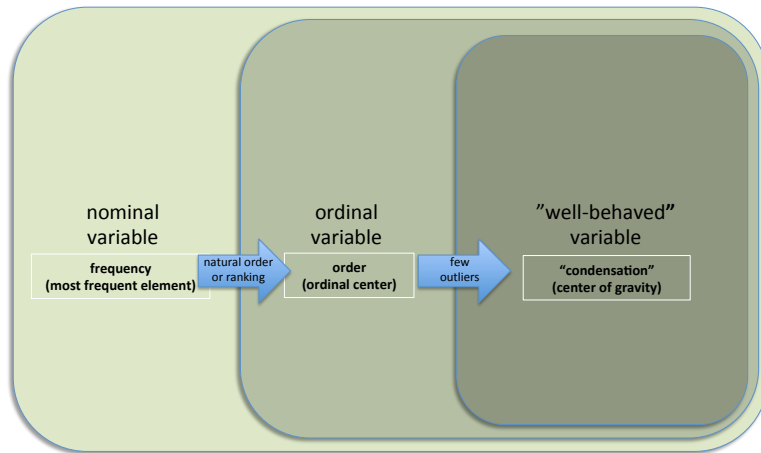 nominal
variable
frequency
(most frequent element)
natural order
or ranking
ordinal
variable
order
(ordinal center)
few
outliers
”well-behaved”
variable
“condensation”
(center of gravity)